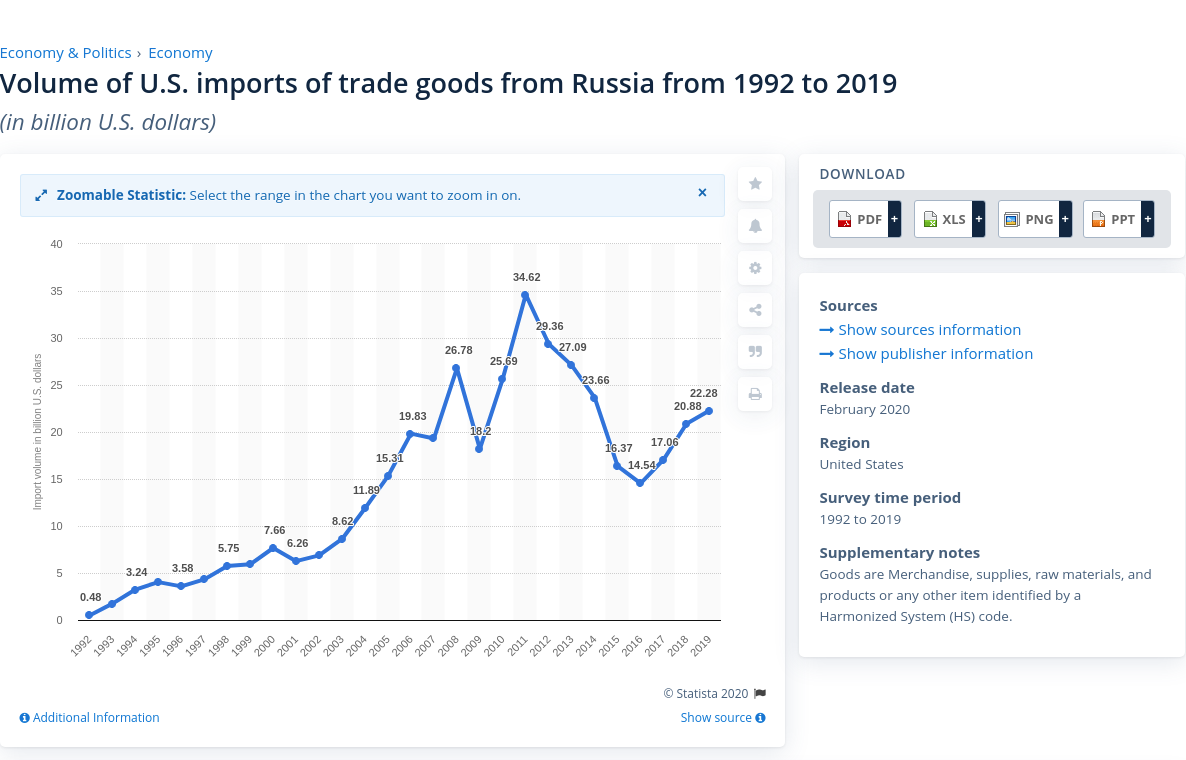 Economy & Politics › Economy
Volume of U.S. imports of trade goods from Russia from 1992 to 2019
(in billion U.S. dollars)
Zoomable Statistic: Select the range in the chart you want to zoom in on.
×
40
35
30
25
20
15
10
5
0
Import volume in billion U.S. dollars
0.48
3.24
3.58
5.75
7.66
6.26
8.62
11.89
15.31
19.83
26.78
18.2
25.69
34.62
29.36
27.09
23.66
16.37
14.54
17.06
20.88
22.28
1992
1993
1994
1995
1996
1997
1998
1999
2000
2001
2002
2003
2004
2005
2006
2007
2008
2009
2010
2011
2012
2013
2014
2015
2016
2017
2018
2019
© Statista 2020
Additional Information
Show source
DOWNLOAD
PDF +
XLS +
PNG +
PPT +
Sources
Show sources information
Show publisher information
Release date
February 2020
Region
United States
Survey time period
1992 to 2019
Supplementary notes
Goods are Merchandise, supplies, raw materials, and
products or any other item identified by a
Harmonized System (HS) code.